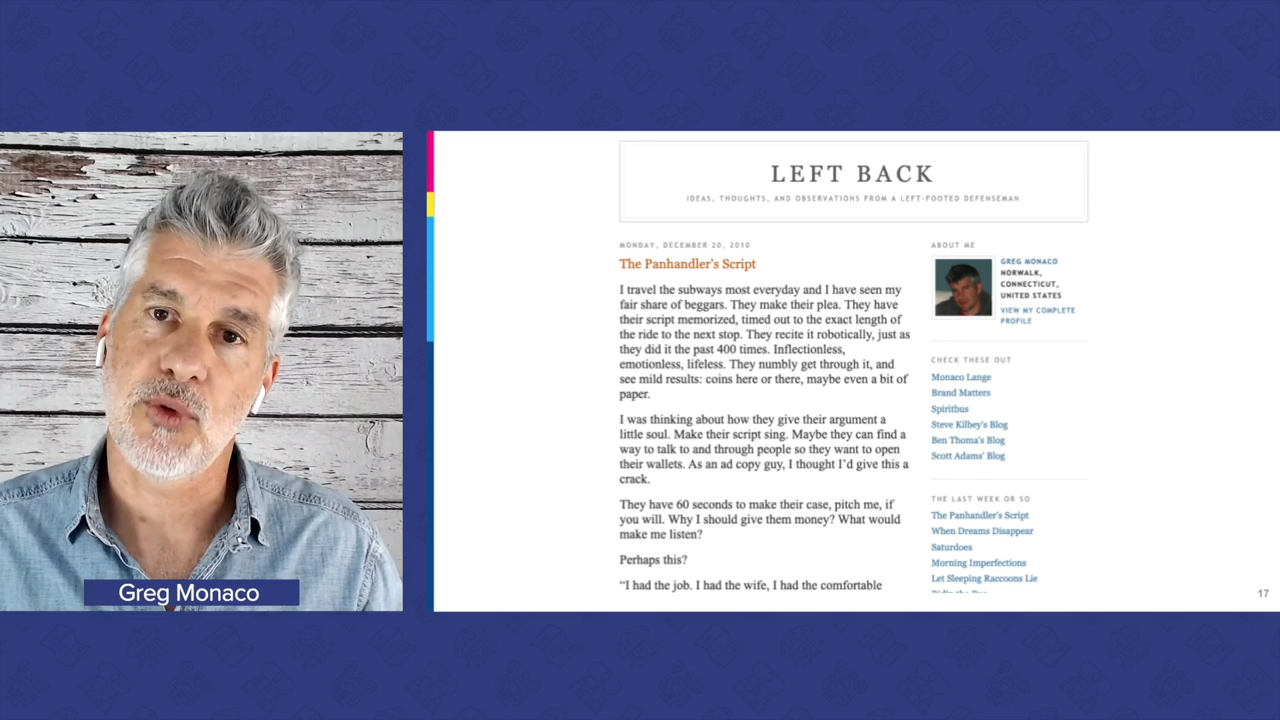 Greg Monaco
LEFT BACK
IDEAS, THOUGHTS, AND OBSERVATIONS FROM A LEFT-FOOTED DEFENSEMAN
MONDAY, DECEMBER 20, 2010
The Panhandler's Script
I travel the subways most everyday and I have seen my
fair share of beggars. They make their plea. They have
their script memorized, timed out to the exact length of
the ride to the next stop. They recite it robotically, just as
they did it the past 400 times. Inflectionless,
emotionless, lifeless. They numbly get through it, and
see mild results: coins here or there, maybe even a bit of
paper.
I was thinking about how they give their argument a
little soul. Make their script sing. Maybe they can find a
way to talk to and through people so they want to open
their wallets. As an ad copy guy, I thought I'd give this a
crack.
They have 60 seconds to make their case, pitch me, if
you will. Why I should give them money? What would
make me listen?
Perhaps this?
“I had the job. I had the wife, I had the comfortable
ABOUT ME
GREG MONACO
NORWALK,
CONNECTICUT,
UNITED STATES
VIEW MY COMPLETE
PROFILE
CHECK THESE OUT
Monaco Lange
Brand Matters
Spiritbus
Steve Kilbey's Blog
Ben Thoma's Blog
Scott Adams' Blog
THE LAST WEEK OR SO
The Panhandler's Script
When Dreams Disappear
Saturdoes
Morning Imperfections
Let Sleeping Raccoons Lie
17